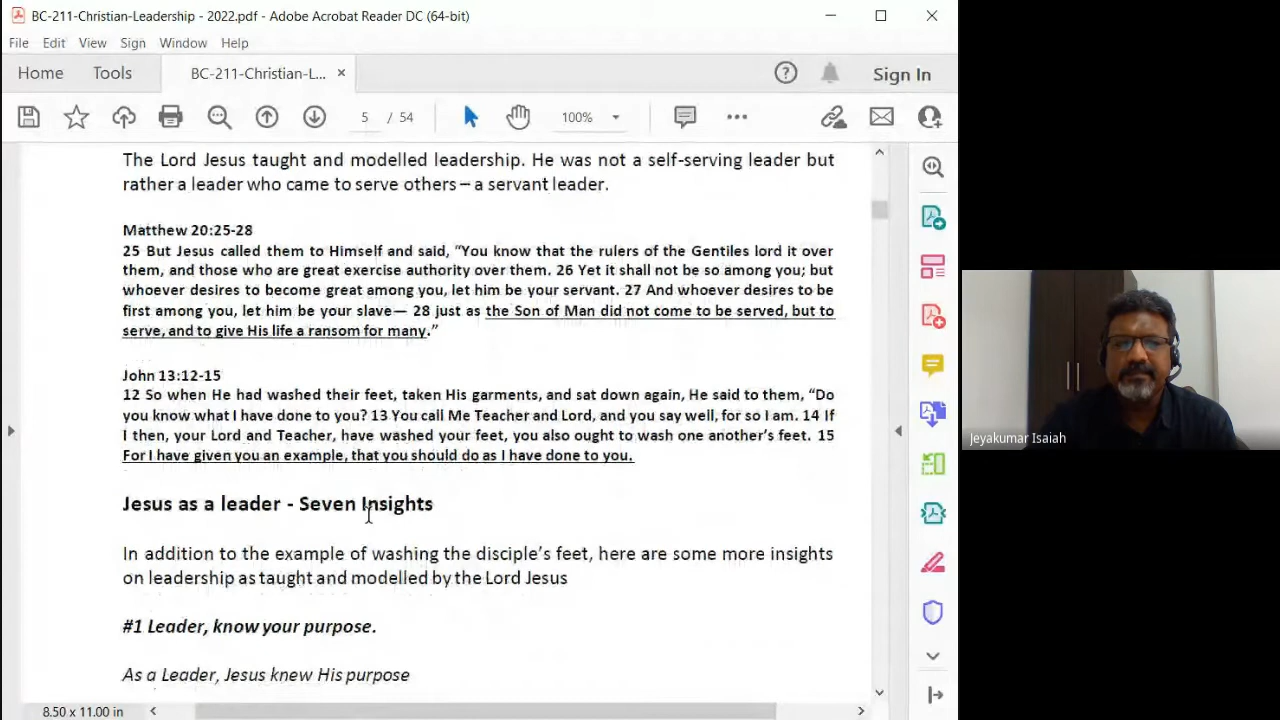 BC-211-Christian-Leadership - 2022.pdf - Adobe Acrobat Reader DC (64-bit)
File Edit View Sign Window Help
Home Tools BC-211-Christian-L... Sign In
5 / 54 100%
The Lord Jesus taught and modelled leadership. He was not a self-serving leader but
rather a leader who came to serve others – a servant leader.
Matthew 20:25-28
25 But Jesus called them to Himself and said, “You know that the rulers of the Gentiles lord it over
them, and those who are great exercise authority over them. 26 Yet it shall not be so among you; but
whoever desires to become great among you, let him be your servant. 27 And whoever desires to be
first among you, let him be your slave— 28 just as the Son of Man did not come to be served, but to
serve, and to give His life a ransom for many.”
John 13:12-15
12 So when He had washed their feet, taken His garments, and sat down again, He said to them, “Do
you know what I have done to you? 13 You call Me Teacher and Lord, and you say well, for so I am. 14 If
I then, your Lord and Teacher, have washed your feet, you also ought to wash one another’s feet. 15
For I have given you an example, that you should do as I have done to you.
Jesus as a leader - Seven Insights
In addition to the example of washing the disciple’s feet, here are some more insights
on leadership as taught and modelled by the Lord Jesus
#1 Leader, know your purpose.
As a Leader, Jesus knew His purpose
8.50 x 11.00 in
Jeyakumar Isaiah